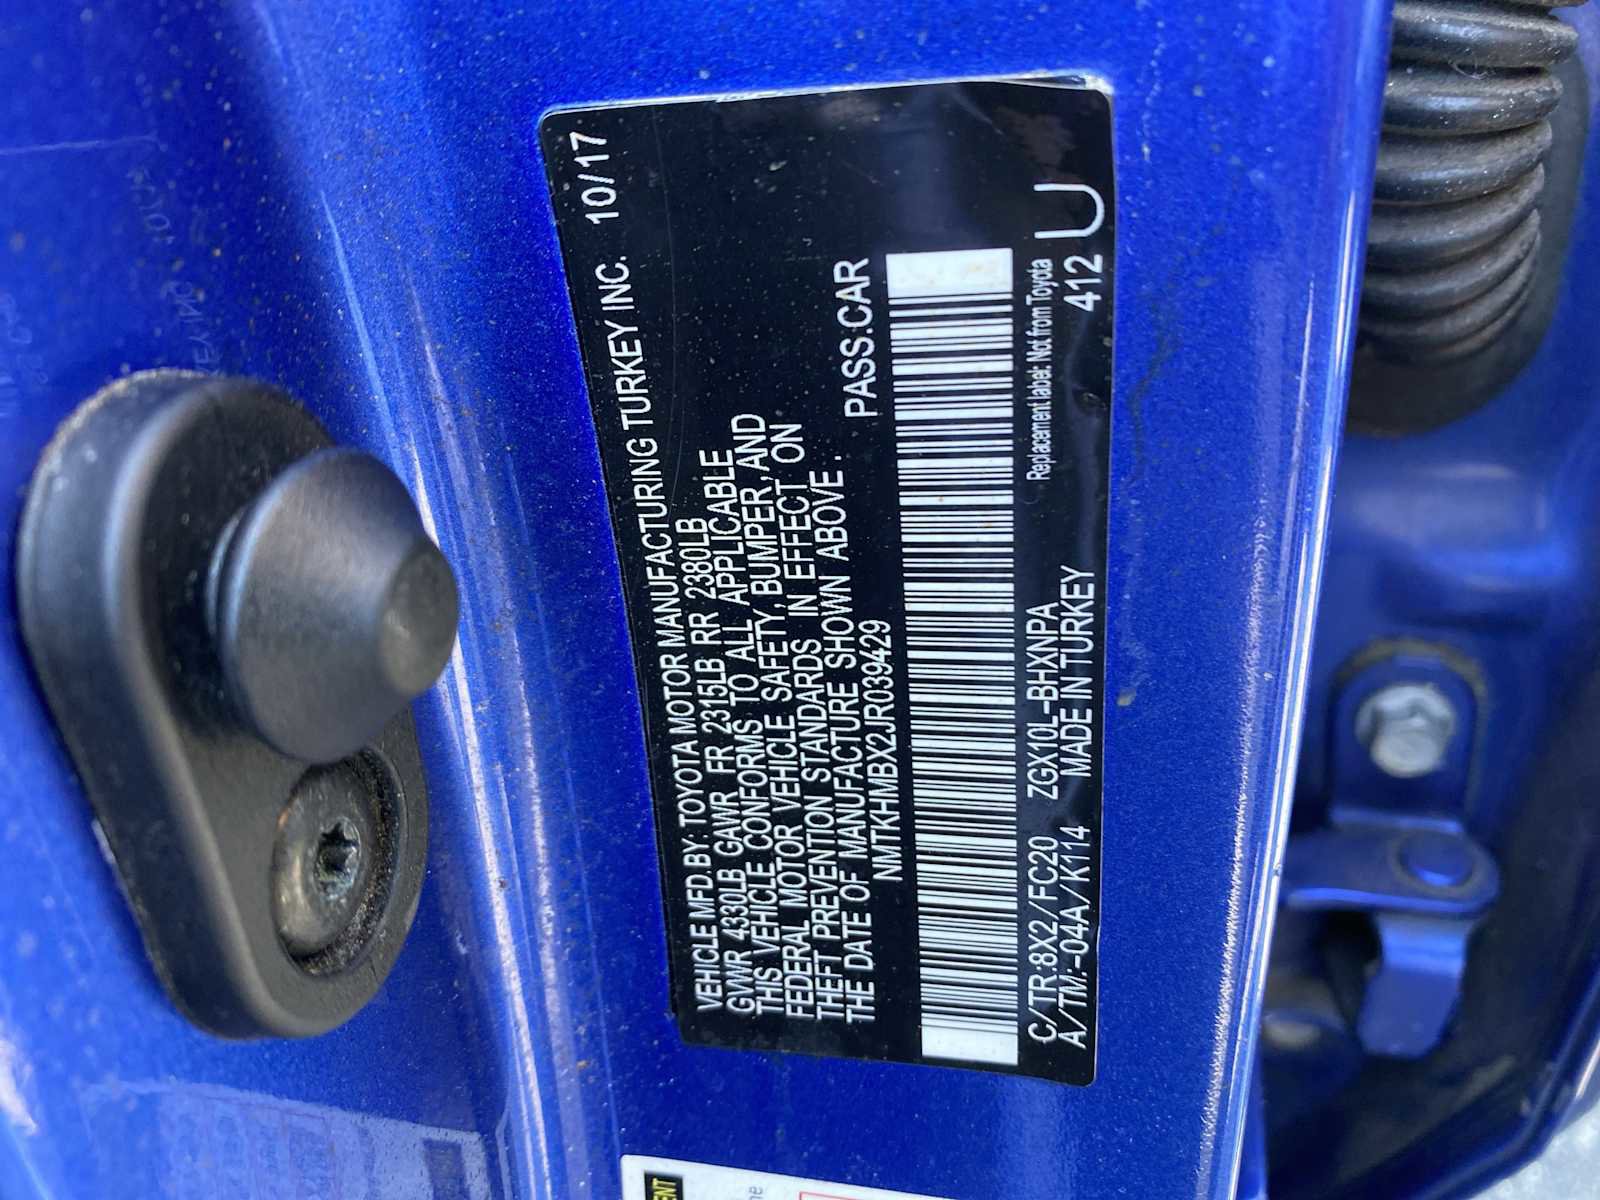 VEHICLE MFD.BY: TOYOTA MOTOR MANUFACTURING TURKEY INC. 10/17
GVWR 4330LB GAWR FR 2315LB RR 2380LB
THIS VEHICLE CONFORMS TO ALL APPLICABLE
FEDERAL MOTOR VEHICLE SAFETY, BUMPER, AND
THEFT PREVENTION STANDARDS IN EFFECT ON
THE DATE OF MANUFACTURE SHOWN ABOVE.
NMTKHMBX2JR039429 PASS.CAR
C/TR:8X2/FC20 ZGX10L-BHXNPA Replacement label: Not from Toyota
A/TM:-04A/K114 MADE IN TURKEY 412 U